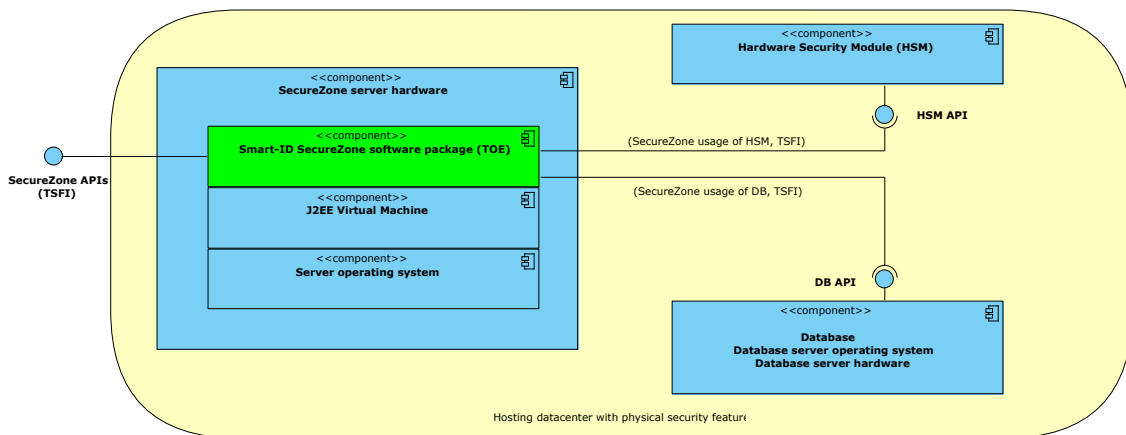 <<component>>
Hardware Security Module (HSM)
<<component>>
SecureZone server hardware
HSM API
<<component>>
Smart-ID SecureZone software package (TOE)
(SecureZone usage of HSM, TSFI)
SecureZone APIs
(TSFI)
(SecureZone usage of DB, TSFI)
<<component>>
J2EE Virtual Machine
<<component>>
Server operating system
DB API
<<component>>
Database
Database server operating system
Database server hardware
Hosting datacenter with physical security feature